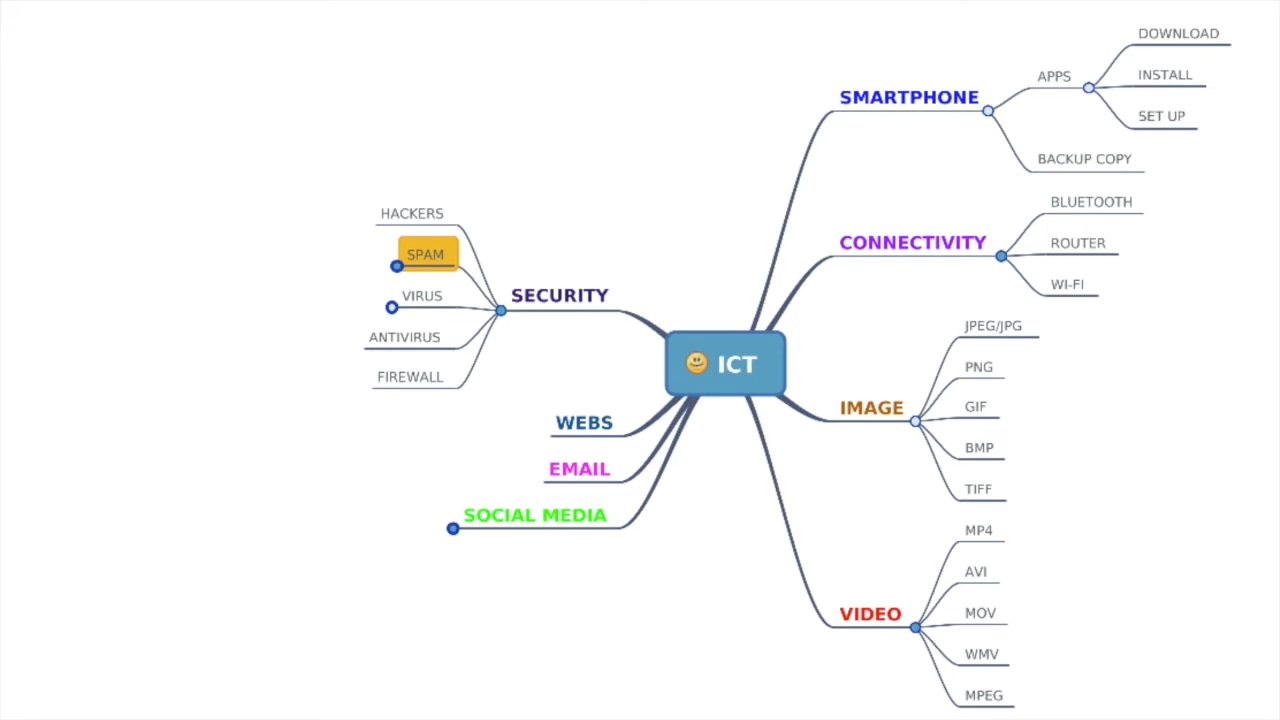 ICT
SMARTPHONE
APPS
DOWNLOAD
INSTALL
SET UP
BACKUP COPY
CONNECTIVITY
BLUETOOTH
ROUTER
WI-FI
IMAGE
JPEG/JPG
PNG
GIF
BMP
TIFF
VIDEO
MP4
AVI
MOV
WMV
MPEG
SECURITY
HACKERS
SPAM
VIRUS
ANTIVIRUS
FIREWALL
WEBS
EMAIL
SOCIAL MEDIA